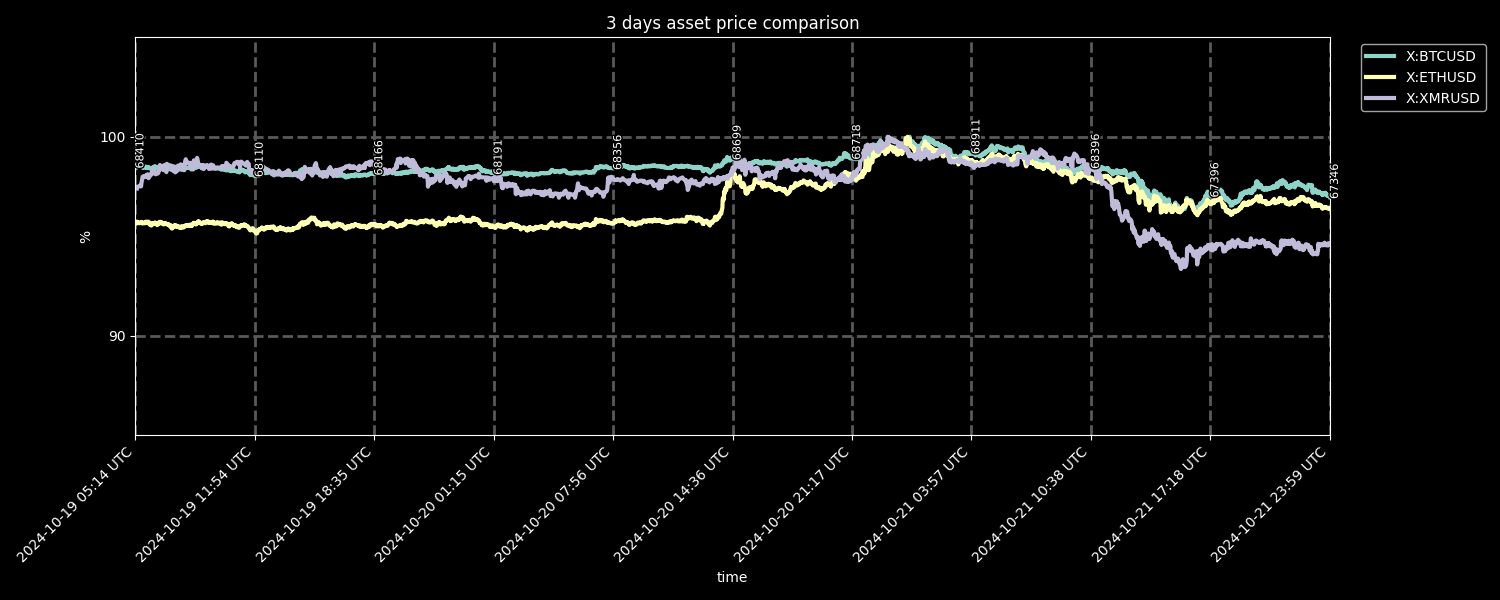 3 days asset price comparison
X:BTCUSD
X:ETHUSD
X:XMRUSD
100
90
%
68410
68110
68166
68191
68356
68699
68718
68911
68396
67396
67346
2024-10-19 05:14 UTC
2024-10-19 11:54 UTC
2024-10-19 18:35 UTC
2024-10-20 01:15 UTC
2024-10-20 07:56 UTC
2024-10-20 14:36 UTC
2024-10-20 21:17 UTC
2024-10-21 03:57 UTC
2024-10-21 10:38 UTC
2024-10-21 17:18 UTC
2024-10-21 23:59 UTC
time